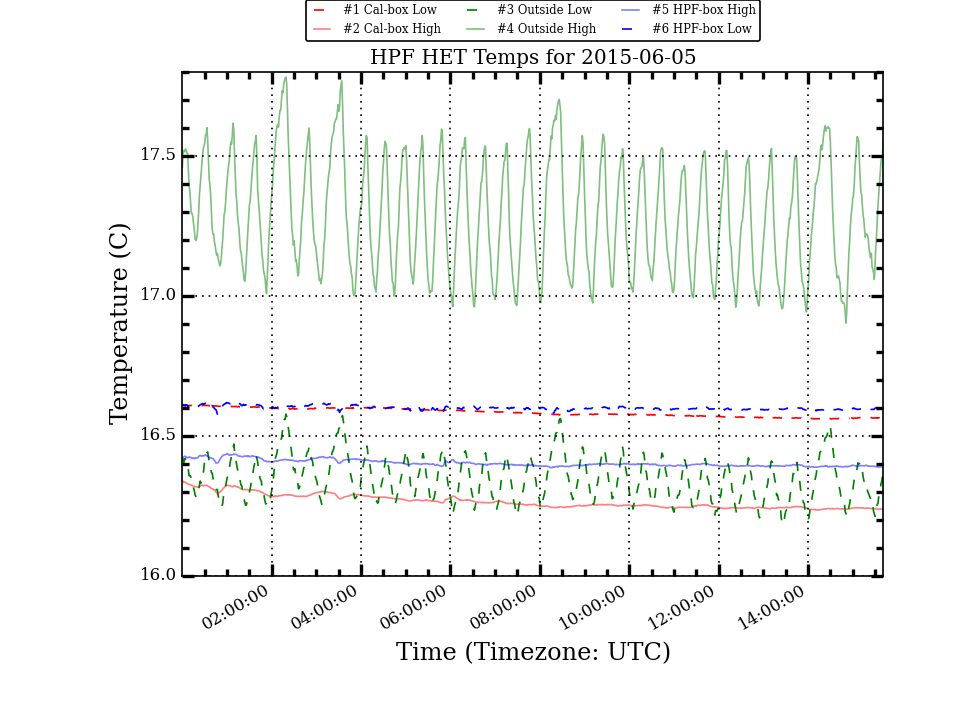 #1 Cal-box Low #3 Outside Low #5 HPF-box High
#2 Cal-box High #4 Outside High #6 HPF-box Low
HPF HET Temps for 2015-06-05
17.5
17.0
16.5
16.0
Temperature (C)
02:00:00 04:00:00 06:00:00 08:00:00 10:00:00 12:00:00 14:00:00
Time (Timezone: UTC)